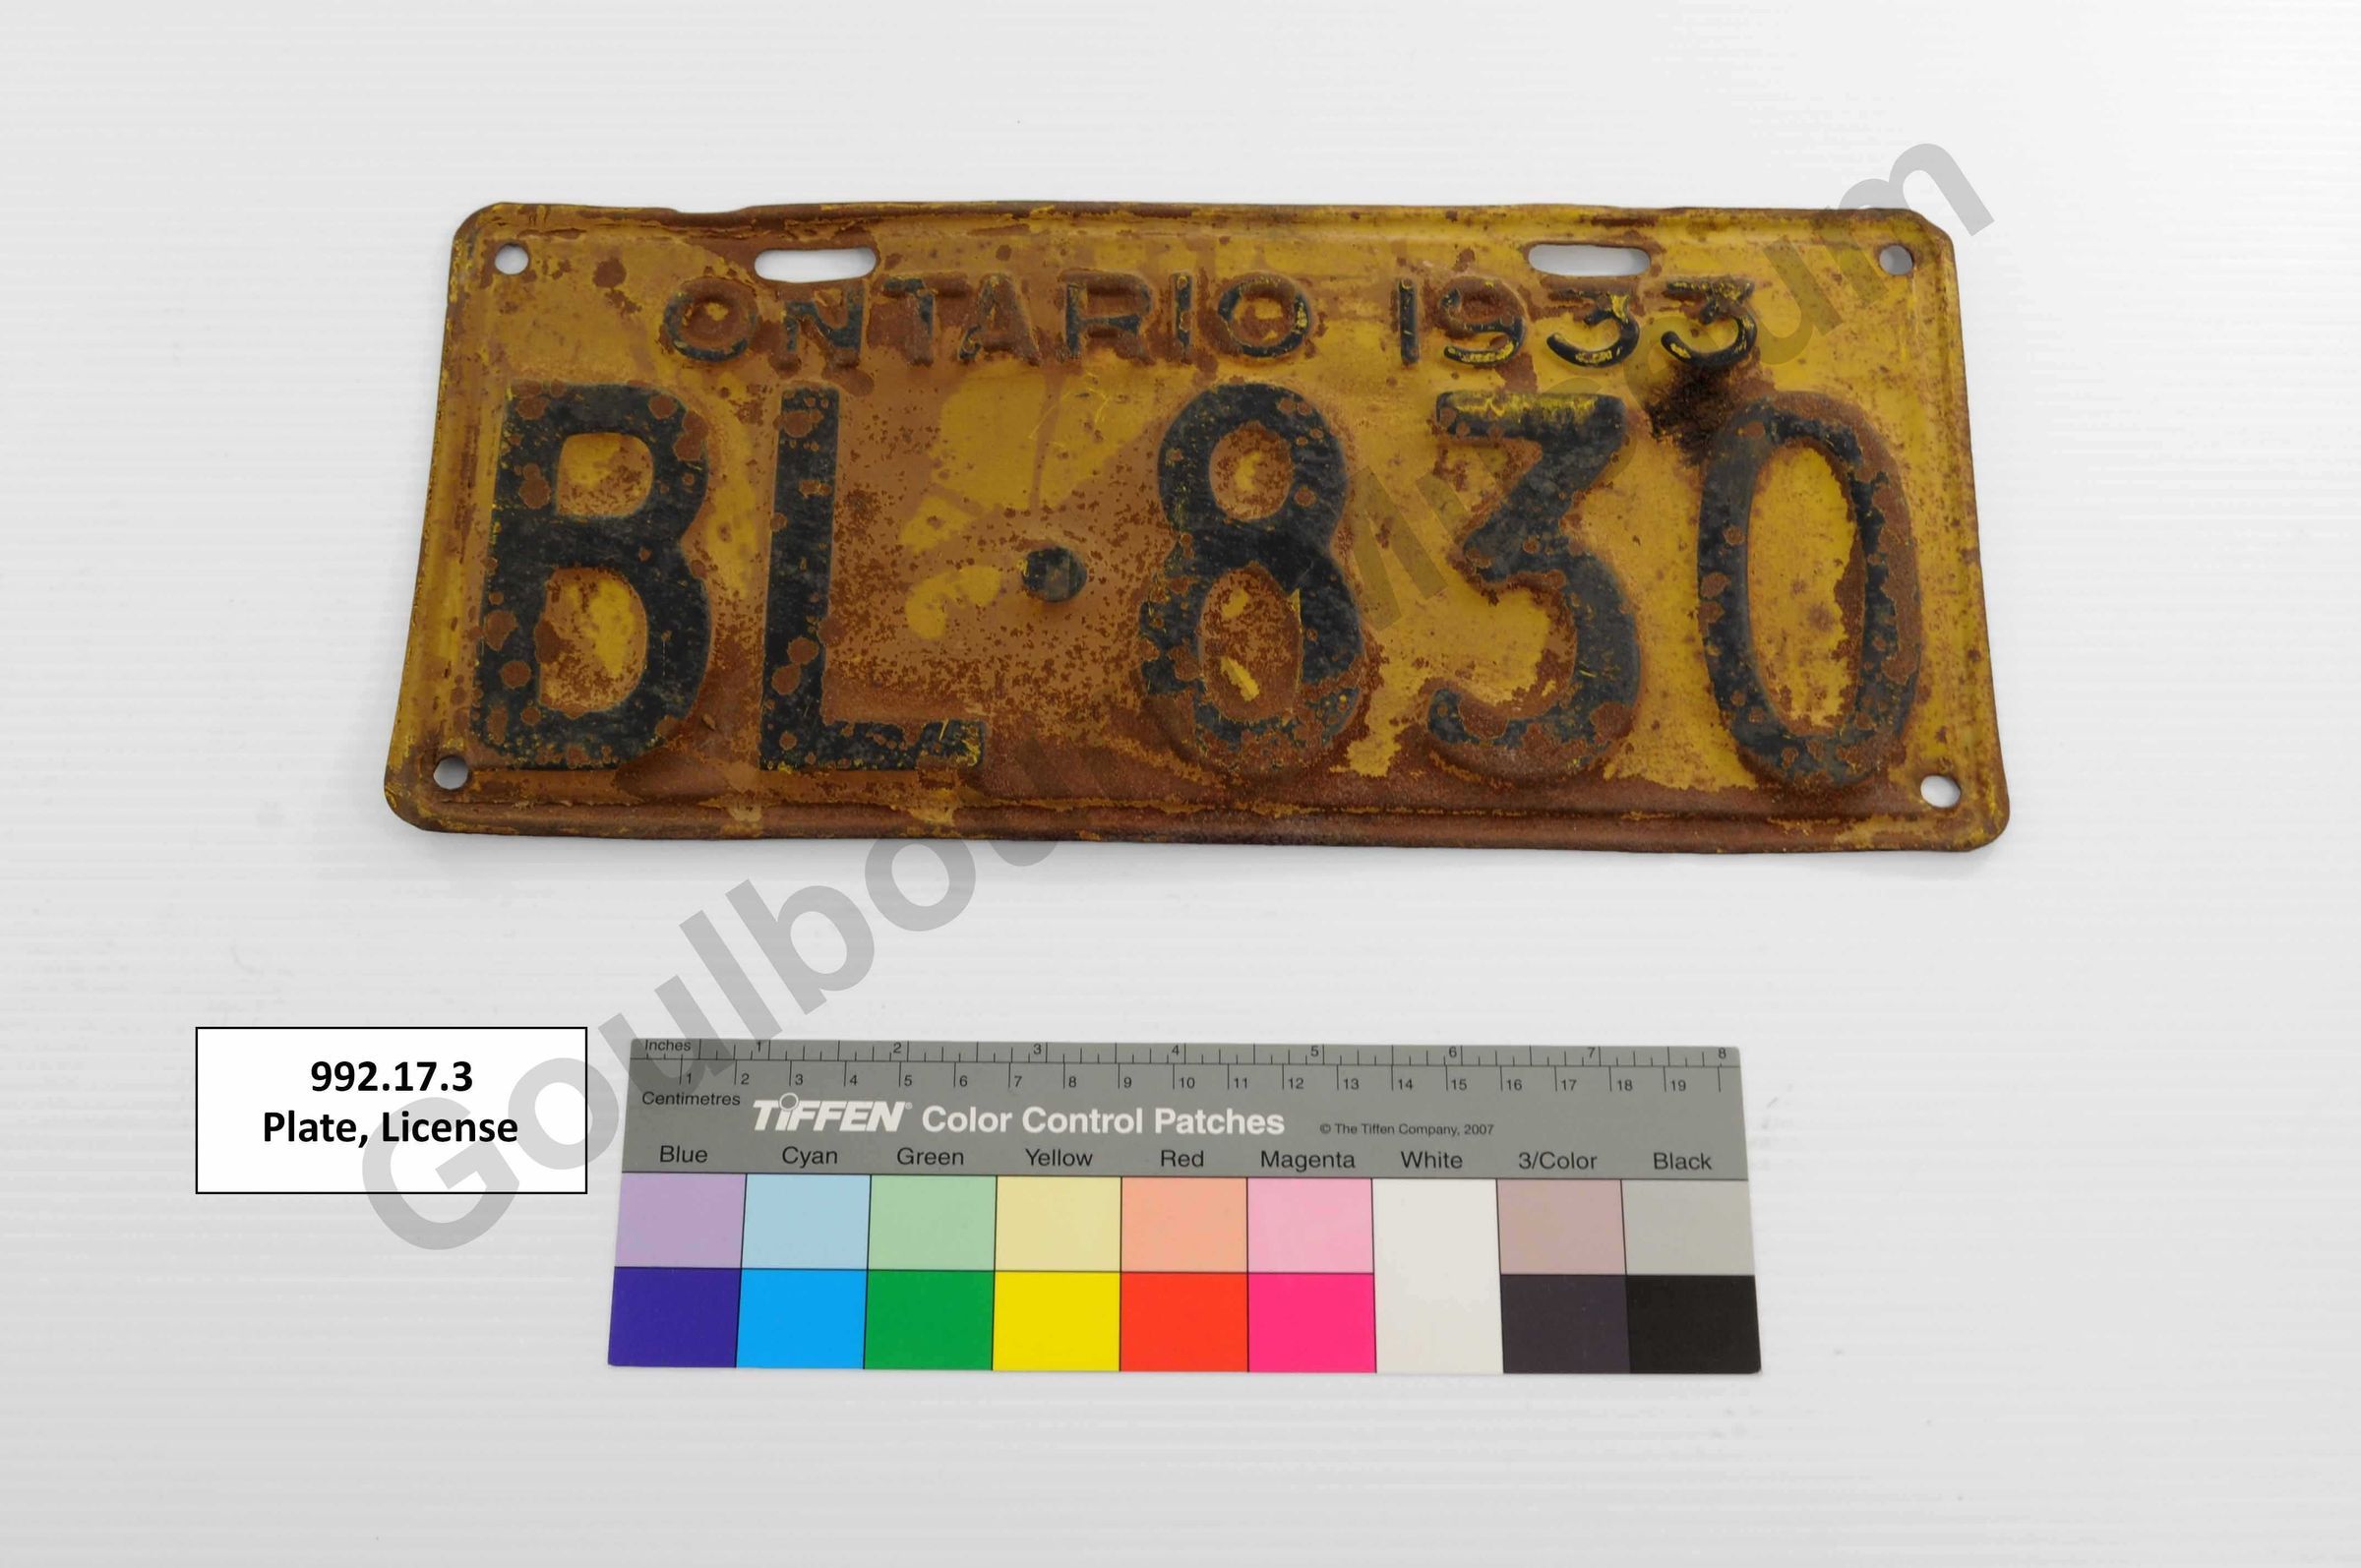 ONTARIO 1933
BL·830
Goulbourn Museum
992.17.3
Plate, License
Inches 1 2 3 4 5 6 7 8
1 2 3 4 5 6 7 8 9 10 11 12 13 14 15 16 17 18 19
Centimetres
TIFFEN® Color Control Patches © The Tiffen Company, 2007
Blue Cyan Green Yellow Red Magenta White 3/Color Black